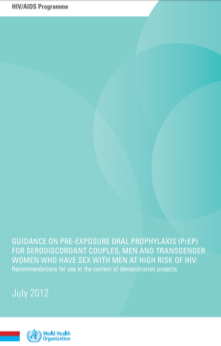 HIV/AIDS Programme
GUIDANCE ON PRE-EXPOSURE ORAL PROPHYLAXIS (PrEP)
FOR SERODISCORDANT COUPLES, MEN AND TRANSGENDER
WOMEN WHO HAVE SEX WITH MEN AT HIGH RISK OF HIV:
Recommendations for use in the context of demonstration projects
July 2012
World Health
Organization